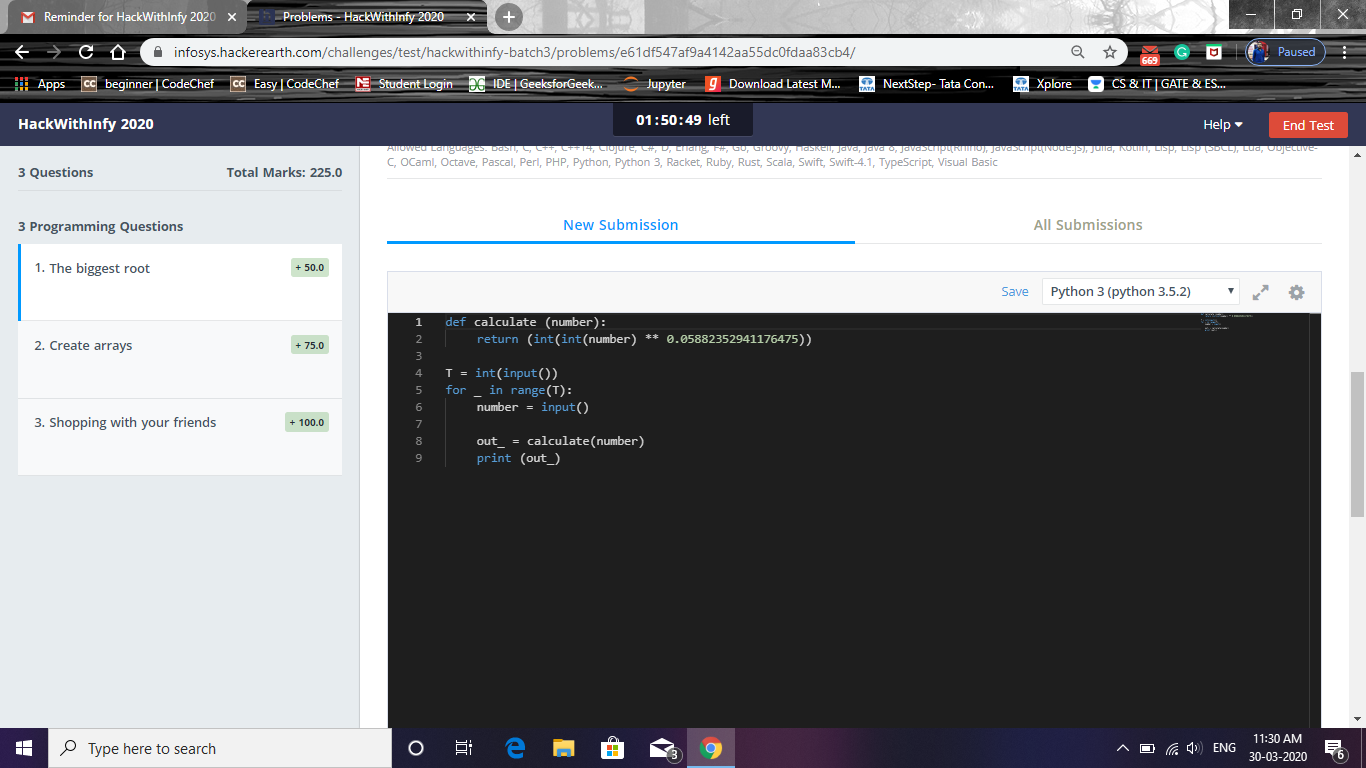 Reminder for HackWithInfy 2020
Problems - HackWithInfy 2020
infosys.hackerearth.com/challenges/test/hackwithinfy-batch3/problems/e61df547af9a4142aa55dc0fdaa83cb4/
669
Paused
Apps
CC beginner | CodeChef
CC Easy | CodeChef
NE Student Login
IDE | GeeksforGeek...
Jupyter
g Download Latest M...
TATA NextStep- Tata Con...
TATA Xplore
CS & IT | GATE & ES...
HackWithInfy 2020
01:50:49 left
Help
End Test
3 Questions
Total Marks: 225.0
3 Programming Questions
1. The biggest root
+ 50.0
2. Create arrays
+ 75.0
3. Shopping with your friends
+ 100.0
Allowed Languages: Bash, C, C++, C++14, Clojure, C#, D, Erlang, F#, Go, Groovy, Haskell, Java, Java 8, JavaScript(Rhino), JavaScript(Node.js), Julia, Kotlin, Lisp, Lisp (SBCL), Lua, Objective-
C, OCaml, Octave, Pascal, Perl, PHP, Python, Python 3, Racket, Ruby, Rust, Scala, Swift, Swift-4.1, TypeScript, Visual Basic
New Submission
All Submissions
Save
Python 3 (python 3.5.2)
1 def calculate (number):
2 return (int(int(number) ** 0.05882352941176475))
3
4 T = int(input())
5 for _ in range(T):
6 number = input()
7
8 out_ = calculate(number)
9 print (out_)
Type here to search
3
ENG
11:30 AM
30-03-2020
6